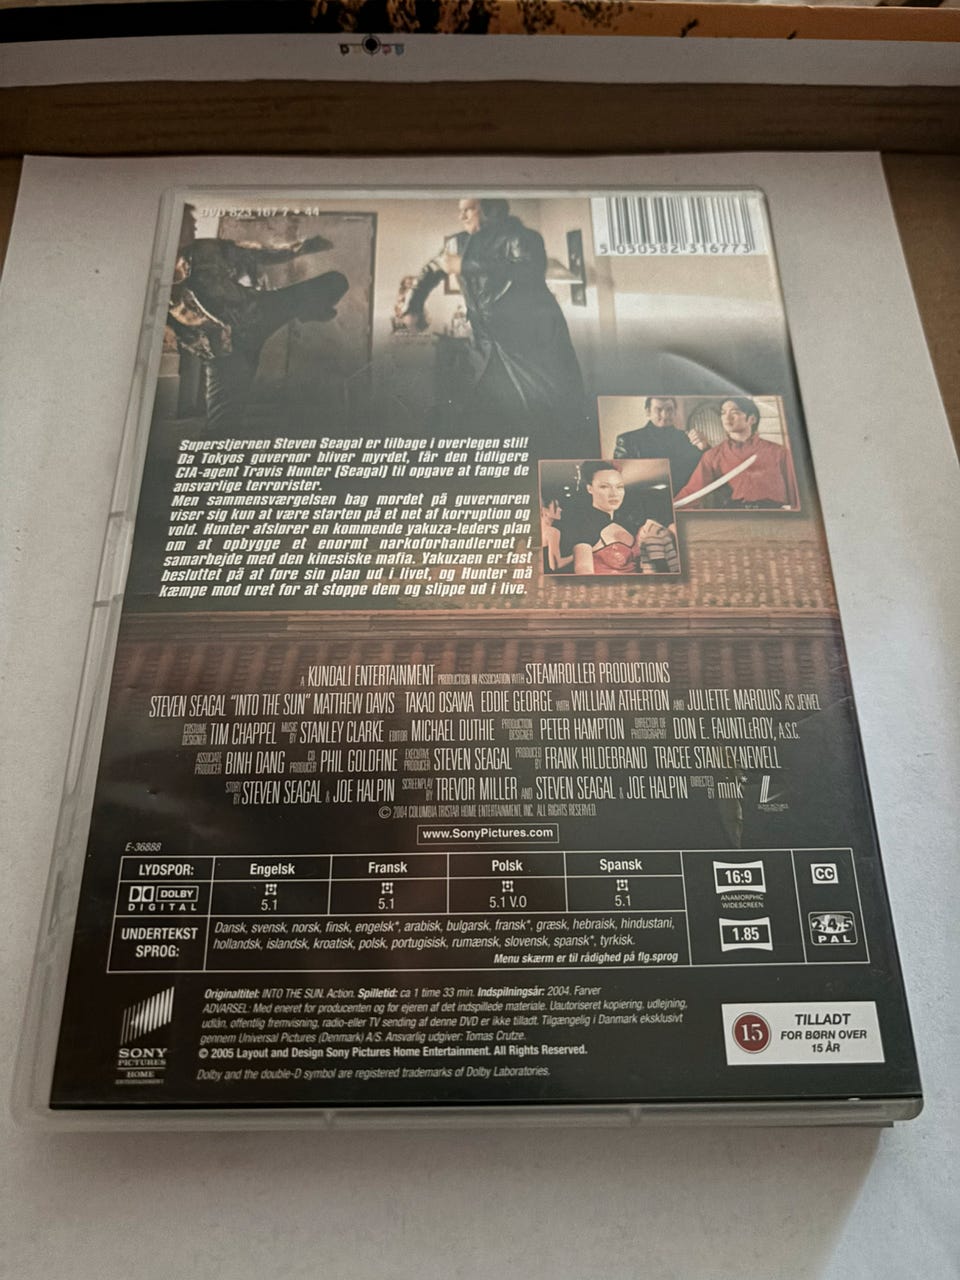 DVD 823 167 7 • 44
5 050582 316773
Superstjernen Steven Seagal er tilbage i overlegen stil!
Da Tokyos guvernør bliver myrdet, får den tidligere
CIA-agent Travis Hunter (Seagal) til opgave at fange de
ansvarlige terrorister.
Men sammensværgelsen bag mordet på guvernøren
viser sig kun at være starten på et net af korruption og
vold. Hunter afslører en kommende yakuza-leders plan
om at opbygge et enormt narkoforhandlernet i
samarbejde med den kinesiske mafia. Yakuzaen er fast
besluttet på at føre sin plan ud i livet, og Hunter må
kæmpe mod uret for at stoppe dem og slippe ud i live.
A KUNDALI ENTERTAINMENT PRODUCTION IN ASSOCIATION WITH STEAMROLLER PRODUCTIONS
STEVEN SEAGAL "INTO THE SUN" MATTHEW DAVIS TAKAO OSAWA EDDIE GEORGE WITH WILLIAM ATHERTON AND JULIETTE MARQUIS AS JEWEL
COSTUME DESIGNER TIM CHAPPEL MUSIC BY STANLEY CLARKE EDITOR MICHAEL DUTHIE PRODUCTION DESIGNER PETER HAMPTON DIRECTOR OF PHOTOGRAPHY DON E. FAUNTLEROY, A.S.C.
ASSOCIATE PRODUCER BINH DANG CO PRODUCER PHIL GOLDFINE EXECUTIVE PRODUCER STEVEN SEAGAL PRODUCED BY FRANK HILDEBRAND TRACEE STANLEY-NEWELL
STORY BY STEVEN SEAGAL & JOE HALPIN SCREENPLAY BY TREVOR MILLER AND STEVEN SEAGAL & JOE HALPIN DIRECTED BY mink*
© 2004 COLUMBIA TRISTAR HOME ENTERTAINMENT, INC. ALL RIGHTS RESERVED.
www.SonyPictures.com
E-36888
LYDSPOR: Engelsk Fransk Polsk Spansk
DOLBY DIGITAL 5.1 5.1 5.1 V.O 5.1
UNDERTEKST SPROG:
Dansk, svensk, norsk, finsk, engelsk*, arabisk, bulgarsk, fransk*, græsk, hebraisk, hindustani,
hollandsk, islandsk, kroatisk, polsk, portugisisk, rumænsk, slovensk, spansk*, tyrkisk.
Menu skærm er til rådighed på flg.sprog
16:9
ANAMORPHIC
WIDESCREEN
1.85
CC
2 4 5
PAL
SONY
PICTURES
HOME
Originaltitel: INTO THE SUN. Action. Spilletid: ca 1 time 33 min. Indspilningsår: 2004. Farver
ADVARSEL: Med eneret for producenten og for ejeren af det indspillede materiale. Uautoriseret kopiering, udlejning,
udlån, offentlig fremvisning, radio-eller TV sending af denne DVD er ikke tilladt. Tilgængelig i Danmark eksklusivt
gennem Universal Pictures (Denmark) A/S. Ansvarlig udgiver: Tomas Crutze.
© 2005 Layout and Design Sony Pictures Home Entertainment. All Rights Reserved.
Dolby and the double-D symbol are registered trademarks of Dolby Laboratories.
15
TILLADT
FOR BØRN OVER
15 ÅR